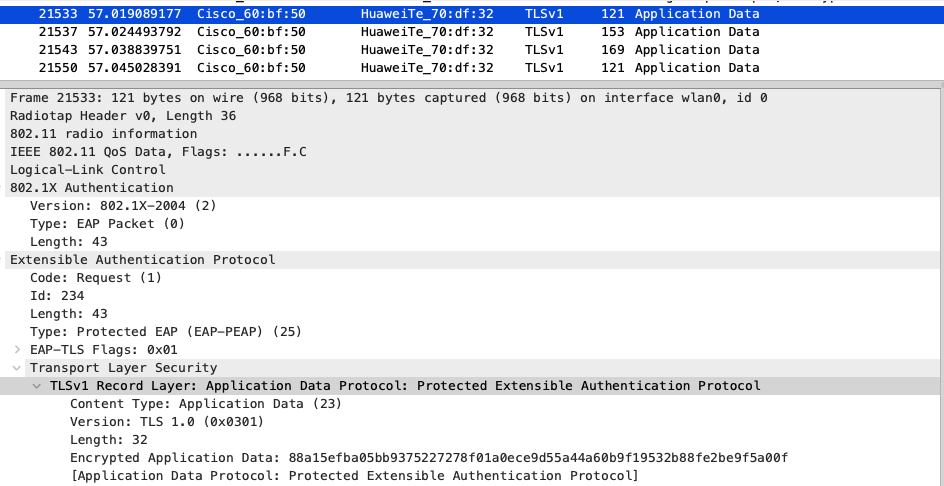 21533 57.019089177 Cisco_60:bf:50 HuaweiTe_70:df:32 TLSv1 121 Application Data
21537 57.024493792 Cisco_60:bf:50 HuaweiTe_70:df:32 TLSv1 153 Application Data
21543 57.038839751 Cisco_60:bf:50 HuaweiTe_70:df:32 TLSv1 169 Application Data
21550 57.045028391 Cisco_60:bf:50 HuaweiTe_70:df:32 TLSv1 121 Application Data
Frame 21533: 121 bytes on wire (968 bits), 121 bytes captured (968 bits) on interface wlan0, id 0
Radiotap Header v0, Length 36
802.11 radio information
IEEE 802.11 QoS Data, Flags: ......F.C
Logical-Link Control
802.1X Authentication
Version: 802.1X-2004 (2)
Type: EAP Packet (0)
Length: 43
Extensible Authentication Protocol
Code: Request (1)
Id: 234
Length: 43
Type: Protected EAP (EAP-PEAP) (25)
EAP-TLS Flags: 0x01
Transport Layer Security
TLSv1 Record Layer: Application Data Protocol: Protected Extensible Authentication Protocol
Content Type: Application Data (23)
Version: TLS 1.0 (0x0301)
Length: 32
Encrypted Application Data: 88a15efba05bb9375227278f01a0ece9d55a44a60b9f19532b88fe2be9f5a00f
[Application Data Protocol: Protected Extensible Authentication Protocol]